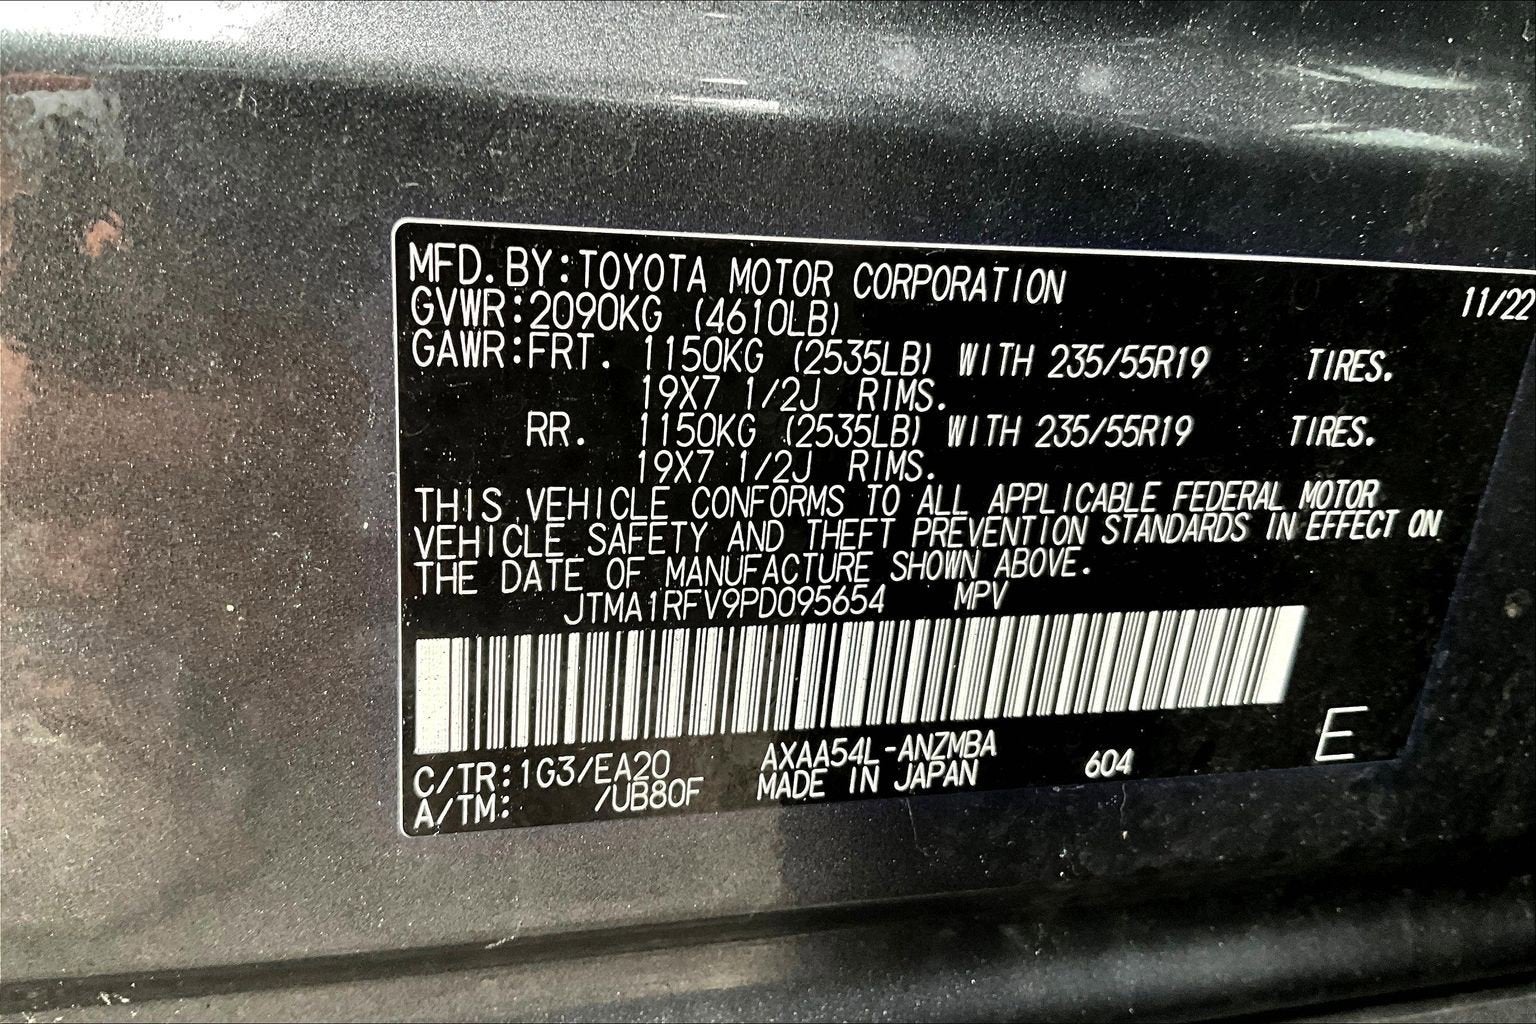 MFD. BY:TOYOTA MOTOR CORPORATION 11/22
GVWR:2090KG (4610LB)
GAWR:FRT. 1150KG (2535LB) WITH 235/55R19 TIRES.
19X7 1/2J RIMS.
RR. 1150KG (2535LB) WITH 235/55R19 TIRES.
19X7 1/2J RIMS.
THIS VEHICLE CONFORMS TO ALL APPLICABLE FEDERAL MOTOR
VEHICLE SAFETY AND THEFT PREVENTION STANDARDS IN EFFECT ON
THE DATE OF MANUFACTURE SHOWN ABOVE.
JTMA1RFV9PD095654 MPV
C/TR:1G3/EA20 AXAA54L-ANZMBA 604 E
A/TM: /UB80F MADE IN JAPAN